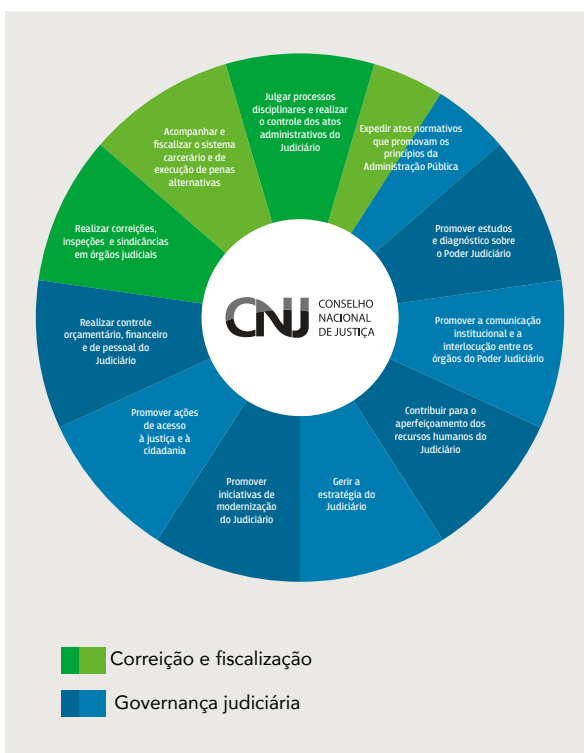 Julgar processos
disciplinares e realizar
o controle dos atos
administrativos do
Judiciário
Expedir atos normativos
que promovam os
princípios da
Administração Pública
Promover estudos
e diagnóstico sobre
o Poder Judiciário
Promover a comunicação
institucional e a
interlocução entre os
órgãos do Poder Judiciário
Contribuir para o
aperfeiçoamento dos
recursos humanos do
Judiciário
Gerir a
estratégia do
Judiciário
Promover
iniciativas de
modernização
do Judiciário
Promover ações
de acesso
à justiça e à
cidadania
Realizar controle
orçamentário, financeiro
e de pessoal do
Judiciário
Realizar correições,
inspeções e sindicâncias
em órgãos judiciais
Acompanhar e
fiscalizar o sistema
carcerário e de
execução de penas
alternativas
CNJ
CONSELHO
NACIONAL
DE JUSTIÇA
Correição e fiscalização
Governança judiciária